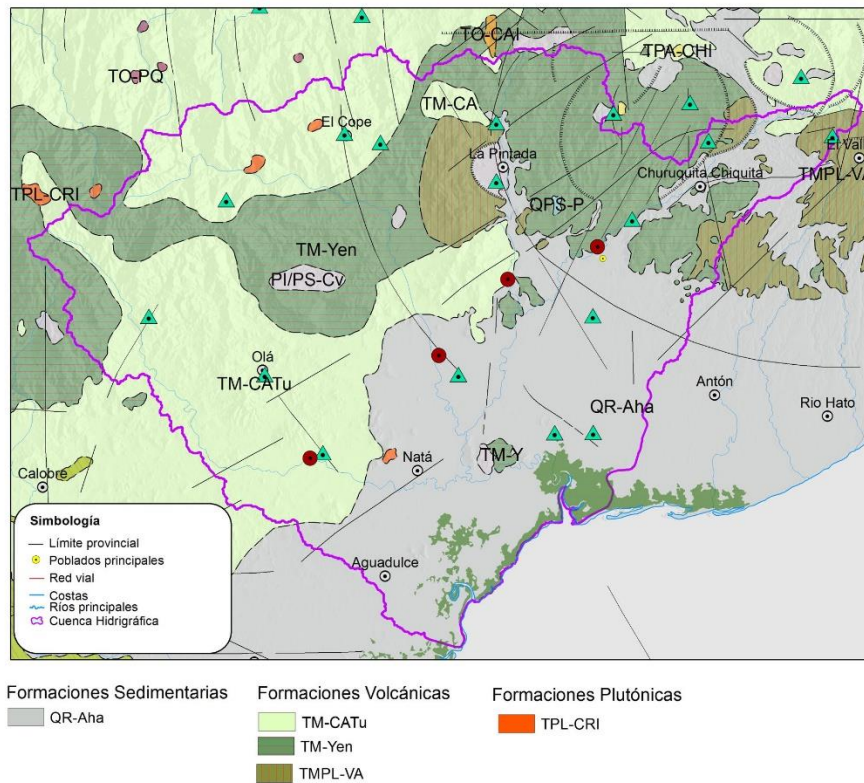 TO-CAI
TPA-CHI
TO-PQ
TM-CA
El Cope
La Pintada
El Vall
Churuquita Chiquita
TMPL-VA
TPL-CRI
QPS-P
TM-Yen
PI/PS-Cv
Olá
TM-CATu
Antón
QR-Aha
Rio Hato
Natá
TM-Y
Calobre
Aguadulce
Simbología
Límite provincial
Poblados principales
Red vial
Costas
Ríos principales
Cuenca Hidrigráfica
Formaciones Sedimentarias
Formaciones Volcánicas
Formaciones Plutónicas
QR-Aha
TM-CATu
TPL-CRI
TM-Yen
TMPL-VA